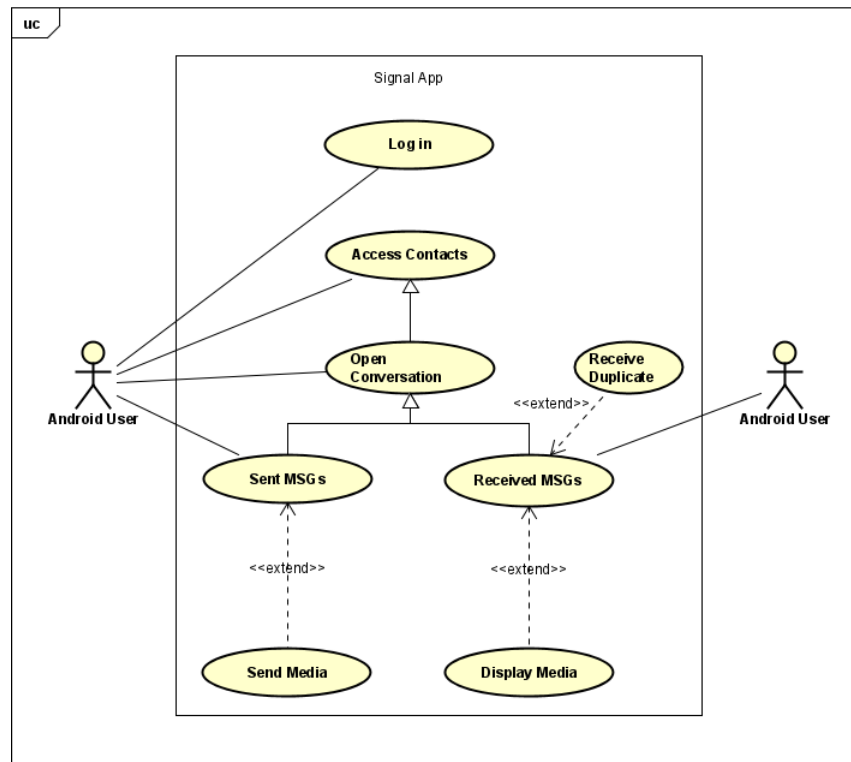 uc
Signal App
Log in
Access Contacts
Open
Conversation
Receive
Duplicate
<<extend>>
Android User
Android User
Sent MSGs
Received MSGs
<<extend>>
<<extend>>
Send Media
Display Media